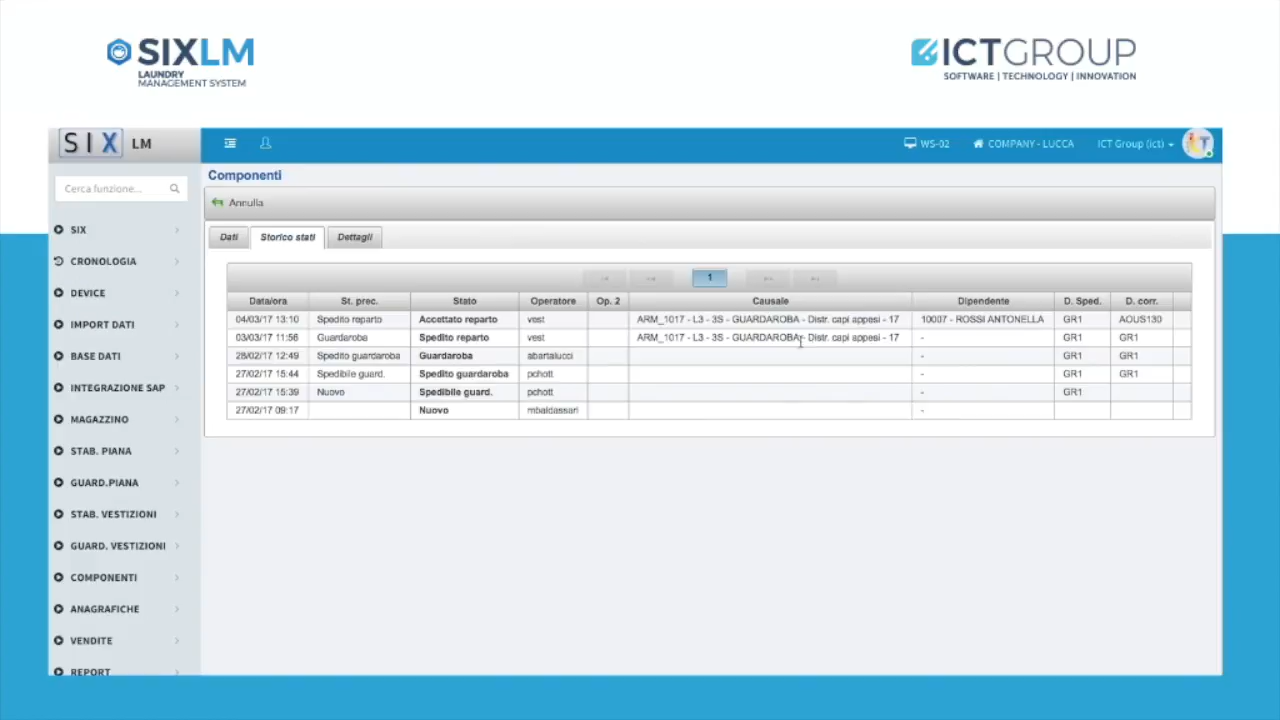 SIXLM
LAUNDRY
MANAGEMENT SYSTEM
ICTGROUP
SOFTWARE | TECHNOLOGY | INNOVATION
SIX LM
WS-02 COMPANY - LUCCA ICT Group (ict)
Componenti
Cerca funzione...
Annulla
Dati Storico stati Dettagli
1
Data/ora St. prec. Stato Operatore Op. 2 Causale Dipendente D. Sped. D. corr.
04/03/17 13:10 Spedito reparto Accettato reparto vest ARM_1017 - L3 - 3S - GUARDAROBA - Distr. capi appesi - 17 10007 - ROSSI ANTONELLA GR1 AOUS130
03/03/17 11:56 Guardaroba Spedito reparto vest ARM_1017 - L3 - 3S - GUARDAROBA - Distr. capi appesi - 17 - GR1 GR1
28/02/17 12:49 Spedito guardaroba Guardaroba abartalucci - GR1 GR1
27/02/17 15:44 Spedibile guard. Spedito guardaroba pchott - GR1 GR1
27/02/17 15:39 Nuovo Spedibile guard. pchott - GR1
27/02/17 09:17 Nuovo mbaldassari -
SIX
CRONOLOGIA
DEVICE
IMPORT DATI
BASE DATI
INTEGRAZIONE SAP
MAGAZZINO
STAB. PIANA
GUARD.PIANA
STAB. VESTIZIONI
GUARD. VESTIZIONI
COMPONENTI
ANAGRAFICHE
VENDITE
REPORT